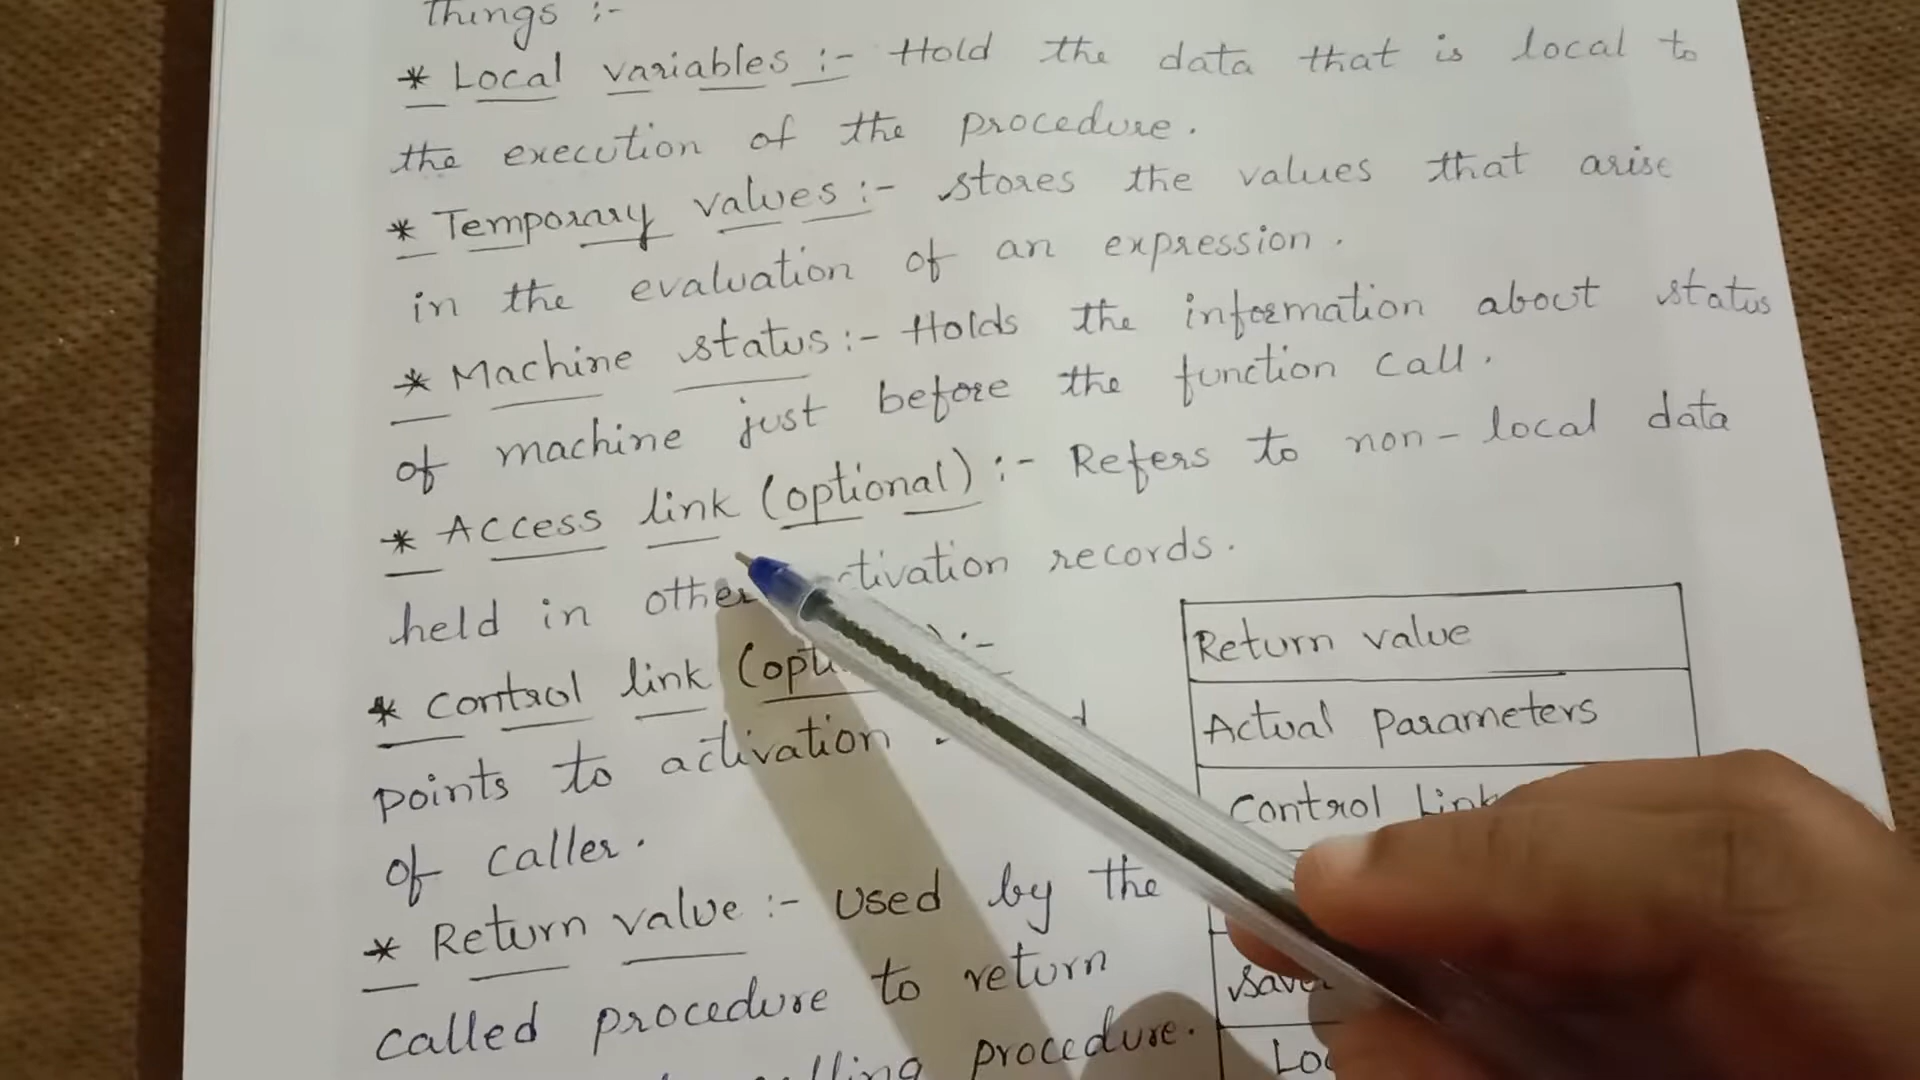 things :-
* Local variables :- Hold the data that is local to
the execution of the procedure.
* Temporary values :- stores the values that arise
in the evaluation of an expression.
* Machine status :- Holds the information about status
of machine just before the function call.
* Access link (optional) :- Refers to non-local data
held in other activation records.
* Control link :-
points to activation
of caller.
* Return value :- Used by the
called procedure to return
procedure.
Return value
Actual Parameters
Control Link